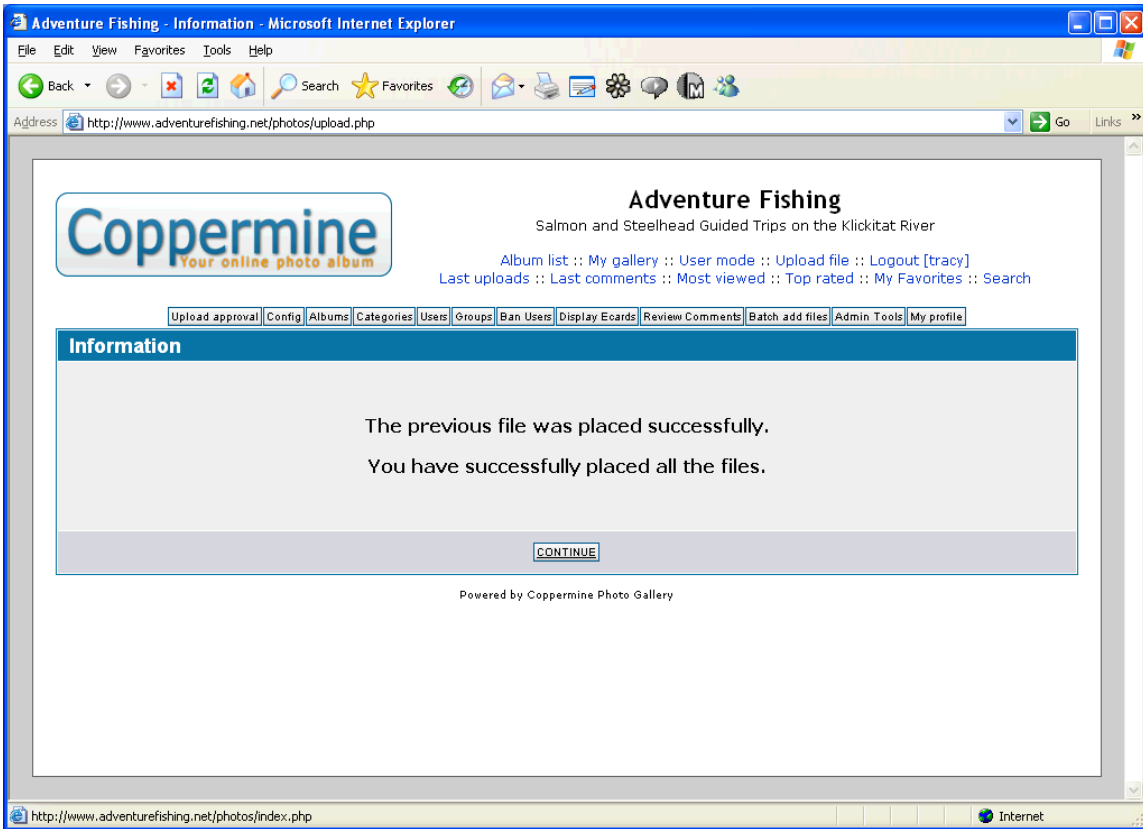 Adventure Fishing - Information - Microsoft Internet Explorer
File Edit View Favorites Tools Help
Back Search Favorites
Address http://www.adventurefishing.net/photos/upload.php Go Links »
Coppermine
Your online photo album
Adventure Fishing
Salmon and Steelhead Guided Trips on the Klickitat River
Album list :: My gallery :: User mode :: Upload file :: Logout [tracy]
Last uploads :: Last comments :: Most viewed :: Top rated :: My Favorites :: Search
Upload approval Config Albums Categories Users Groups Ban Users Display Ecards Review Comments Batch add files Admin Tools My profile
Information
The previous file was placed successfully.
You have successfully placed all the files.
CONTINUE
Powered by Coppermine Photo Gallery
http://www.adventurefishing.net/photos/index.php Internet